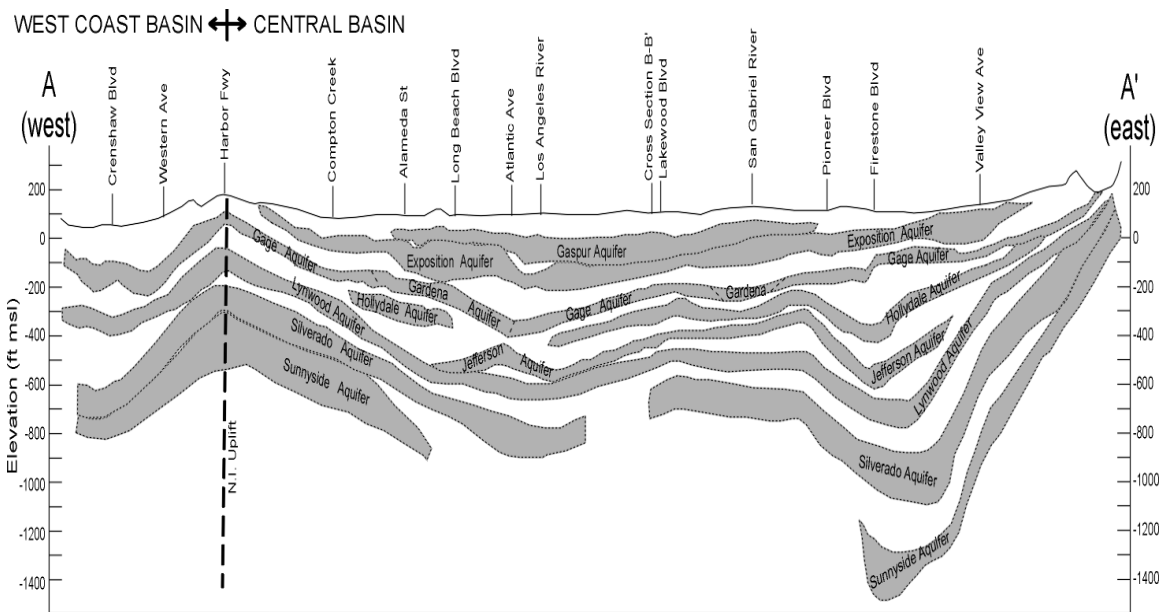 WEST COAST BASIN CENTRAL BASIN
A
(west)
Crenshaw Blvd
Western Ave
Harbor Fwy
Compton Creek
Alameda St
Long Beach Blvd
Atlantic Ave
Los Angeles River
Cross Section B-B'
Lakewood Blvd
San Gabriel River
Pioneer Blvd
Firestone Blvd
Valley View Ave
A'
(east)
Elevation (ft msl)
200
0
-200
-400
-600
-800
-1000
-1200
-1400
200
0
-200
-400
-600
-800
-1000
-1200
-1400
N.I. Uplift
Gage Aquifer
Lynwood Aquifer
Silverado Aquifer
Sunnyside Aquifer
Exposition Aquifer
Gardena Aquifer
Hollydale Aquifer
Jefferson Aquifer
Gaspur Aquifer
Gage Aquifer
Gardena
Exposition Aquifer
Gage Aquifer
Hollydale Aquifer
Jefferson Aquifer
Lynwood Aquifer
Silverado Aquifer
Sunnyside Aquifer